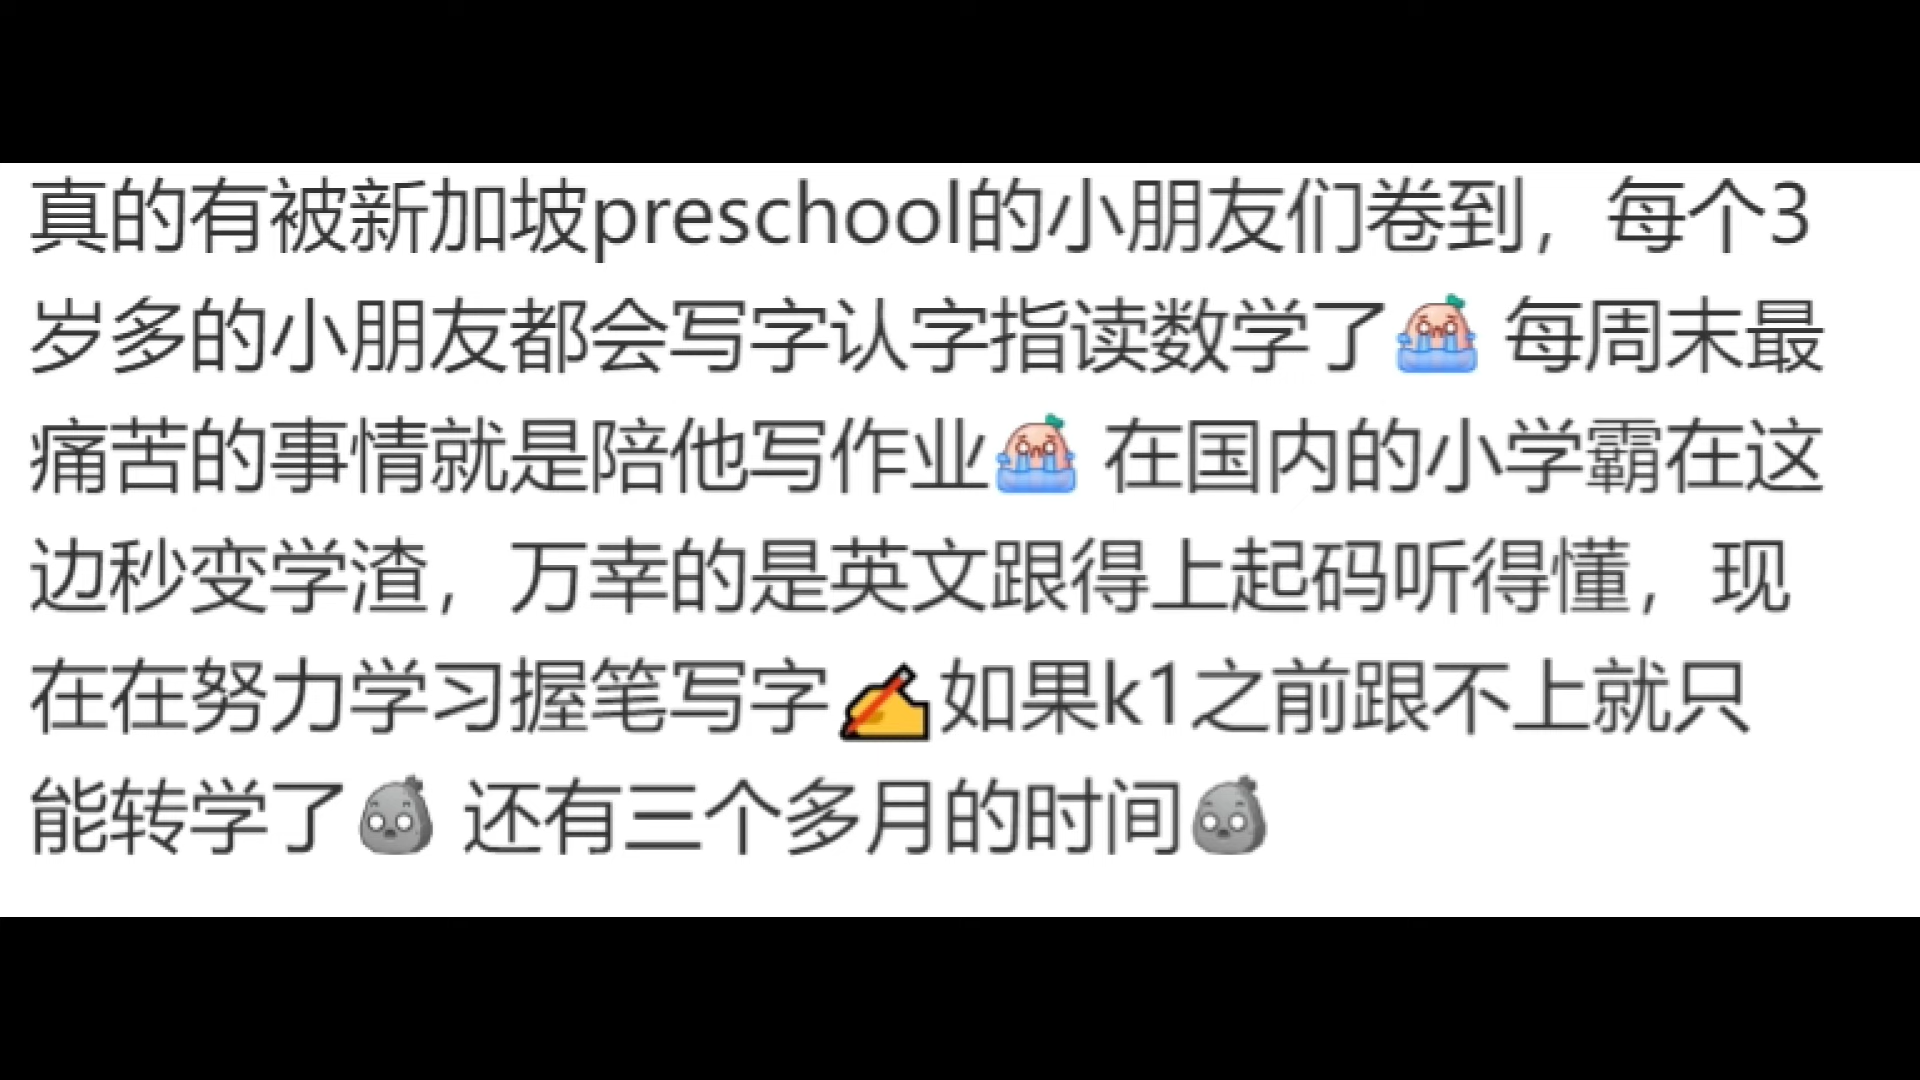 真的有被新加坡preschool的小朋友们卷到，每个3
岁多的小朋友都会写字认字指读数学了 每周末最
痛苦的事情就是陪他写作业 在国内的小学霸在这
边秒变学渣，万幸的是英文跟得上起码听得懂，现
在在努力学习握笔写字✍如果k1之前跟不上就只
能转学了 还有三个多月的时间